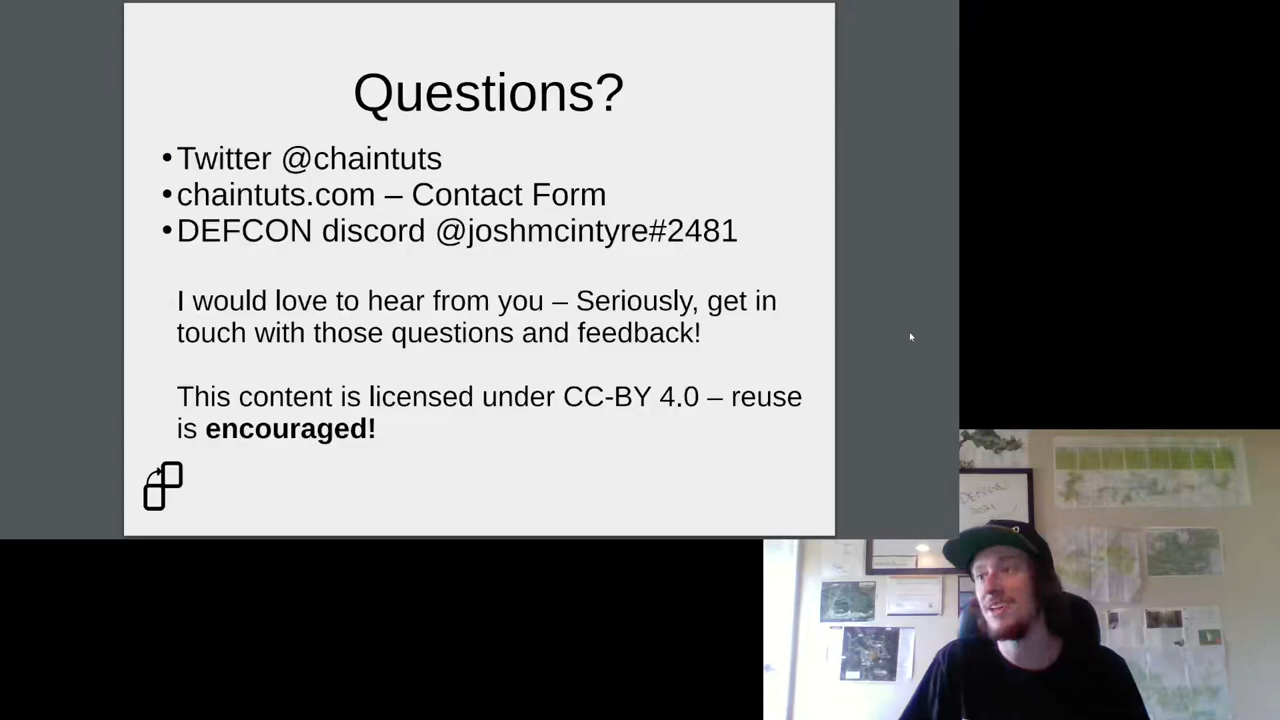 Questions?
•Twitter @chaintuts
•chaintuts.com – Contact Form
•DEFCON discord @joshmcintyre#2481
I would love to hear from you – Seriously, get in
touch with those questions and feedback!
This content is licensed under CC-BY 4.0 – reuse
is encouraged!